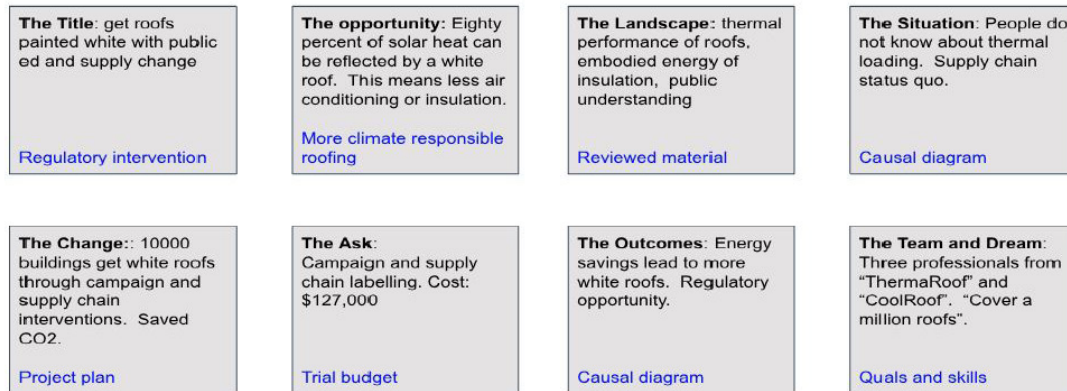 The Title: get roofs
painted white with public
ed and supply change
Regulatory intervention
The opportunity: Eighty
percent of solar heat can
be reflected by a white
roof. This means less air
conditioning or insulation.
More climate responsible
roofing
The Landscape: thermal
performance of roofs,
embodied energy of
insulation, public
understanding
Reviewed material
The Situation: People do
not know about thermal
loading. Supply chain
status quo.
Causal diagram
The Change:: 10000
buildings get white roofs
through campaign and
supply chain
interventions. Saved
CO2.
Project plan
The Ask:
Campaign and supply
chain labelling. Cost:
$127,000
Trial budget
The Outcomes: Energy
savings lead to more
white roofs. Regulatory
opportunity.
Causal diagram
The Team and Dream:
Three professionals from
“ThermaRoof” and
“CoolRoof”. “Cover a
million roofs”.
Quals and skills